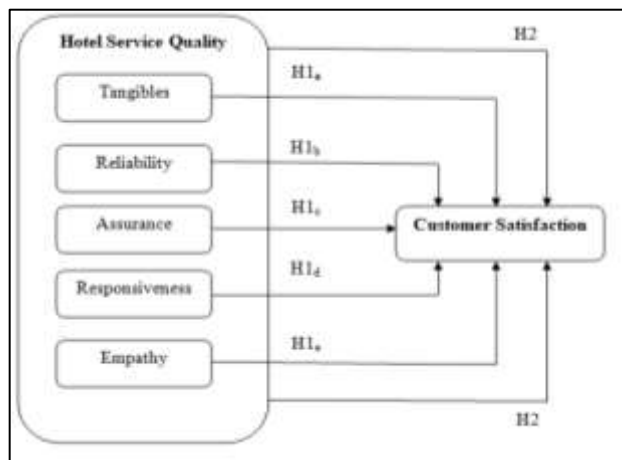 Hotel Service Quality
H2
Tangibles
H1a
Reliability
H1b
Assurance
H1c
Customer Satisfaction
Responsiveness
H1d
Empathy
H1e
H2